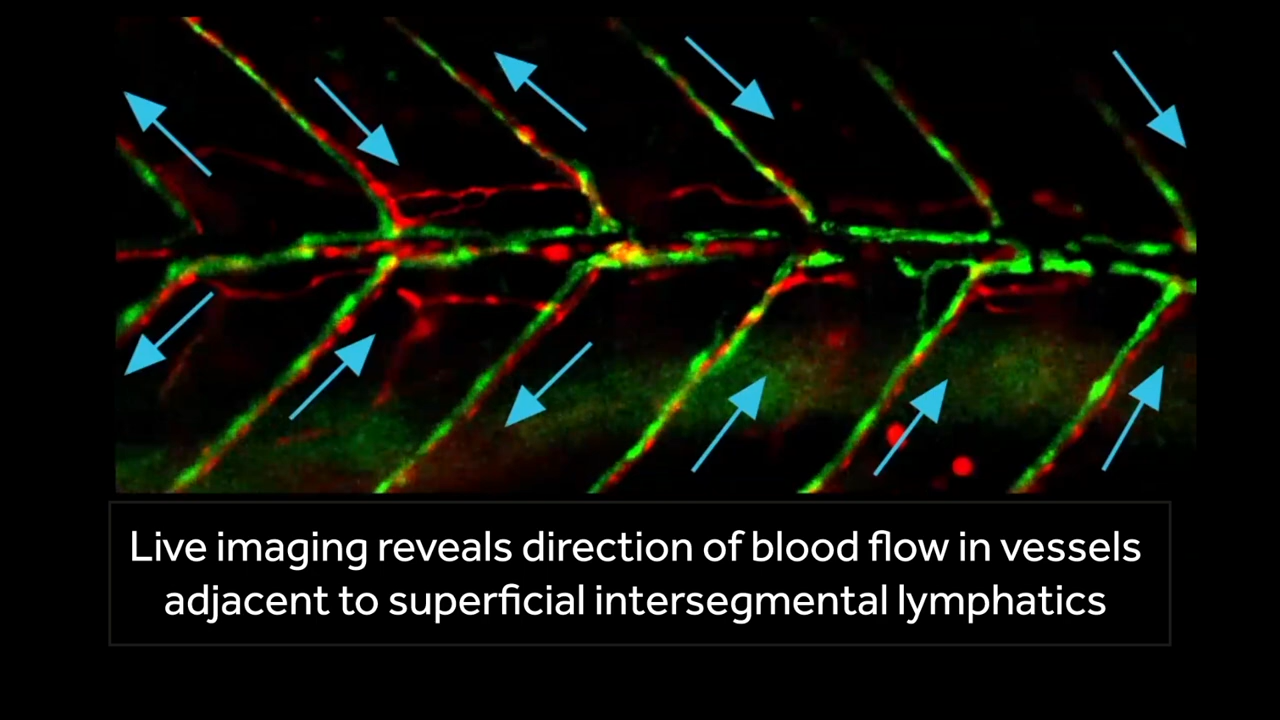 Live imaging reveals direction of blood flow in vessels
adjacent to superficial intersegmental lymphatics